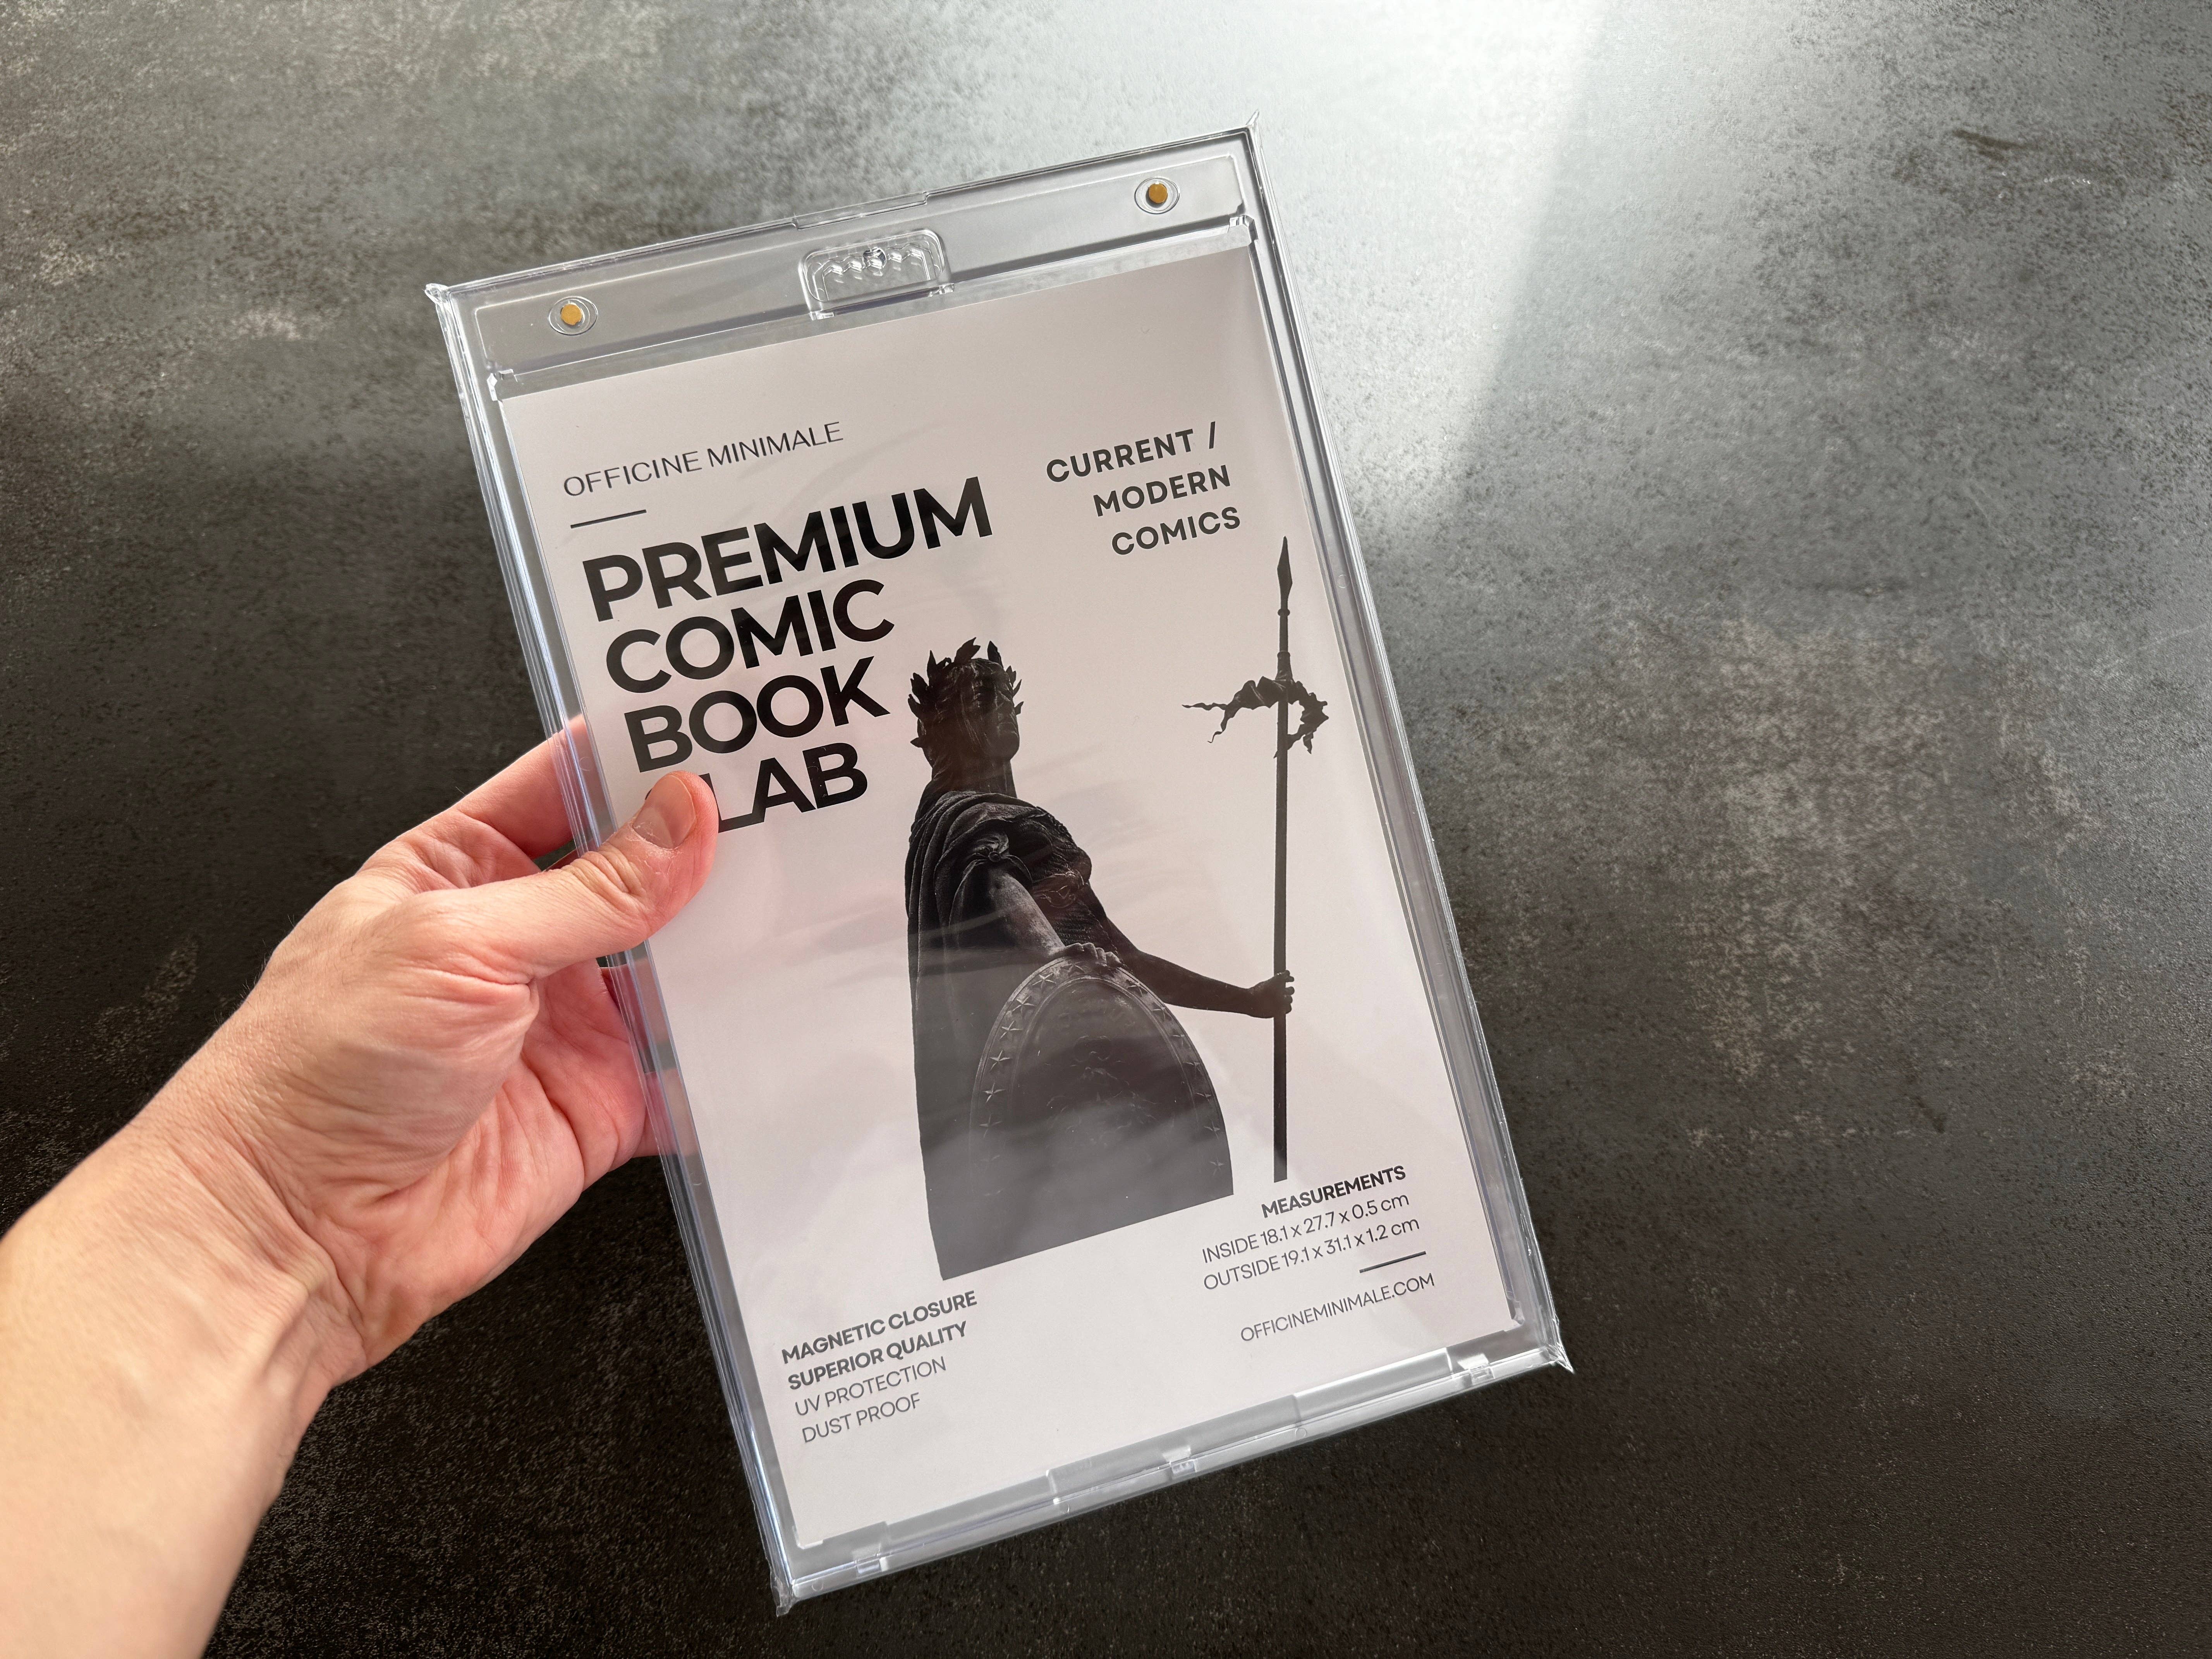 OFFICINE MINIMALE
PREMIUM
COMIC
BOOK
LAB
CURRENT /
MODERN
COMICS
MEASUREMENTS
INSIDE 18.1 x 27.7 x 0.5 cm
OUTSIDE 19.1 x 31.1 x 1.2 cm
OFFICINEMINIMALE.COM
MAGNETIC CLOSURE
SUPERIOR QUALITY
UV PROTECTION
DUST PROOF